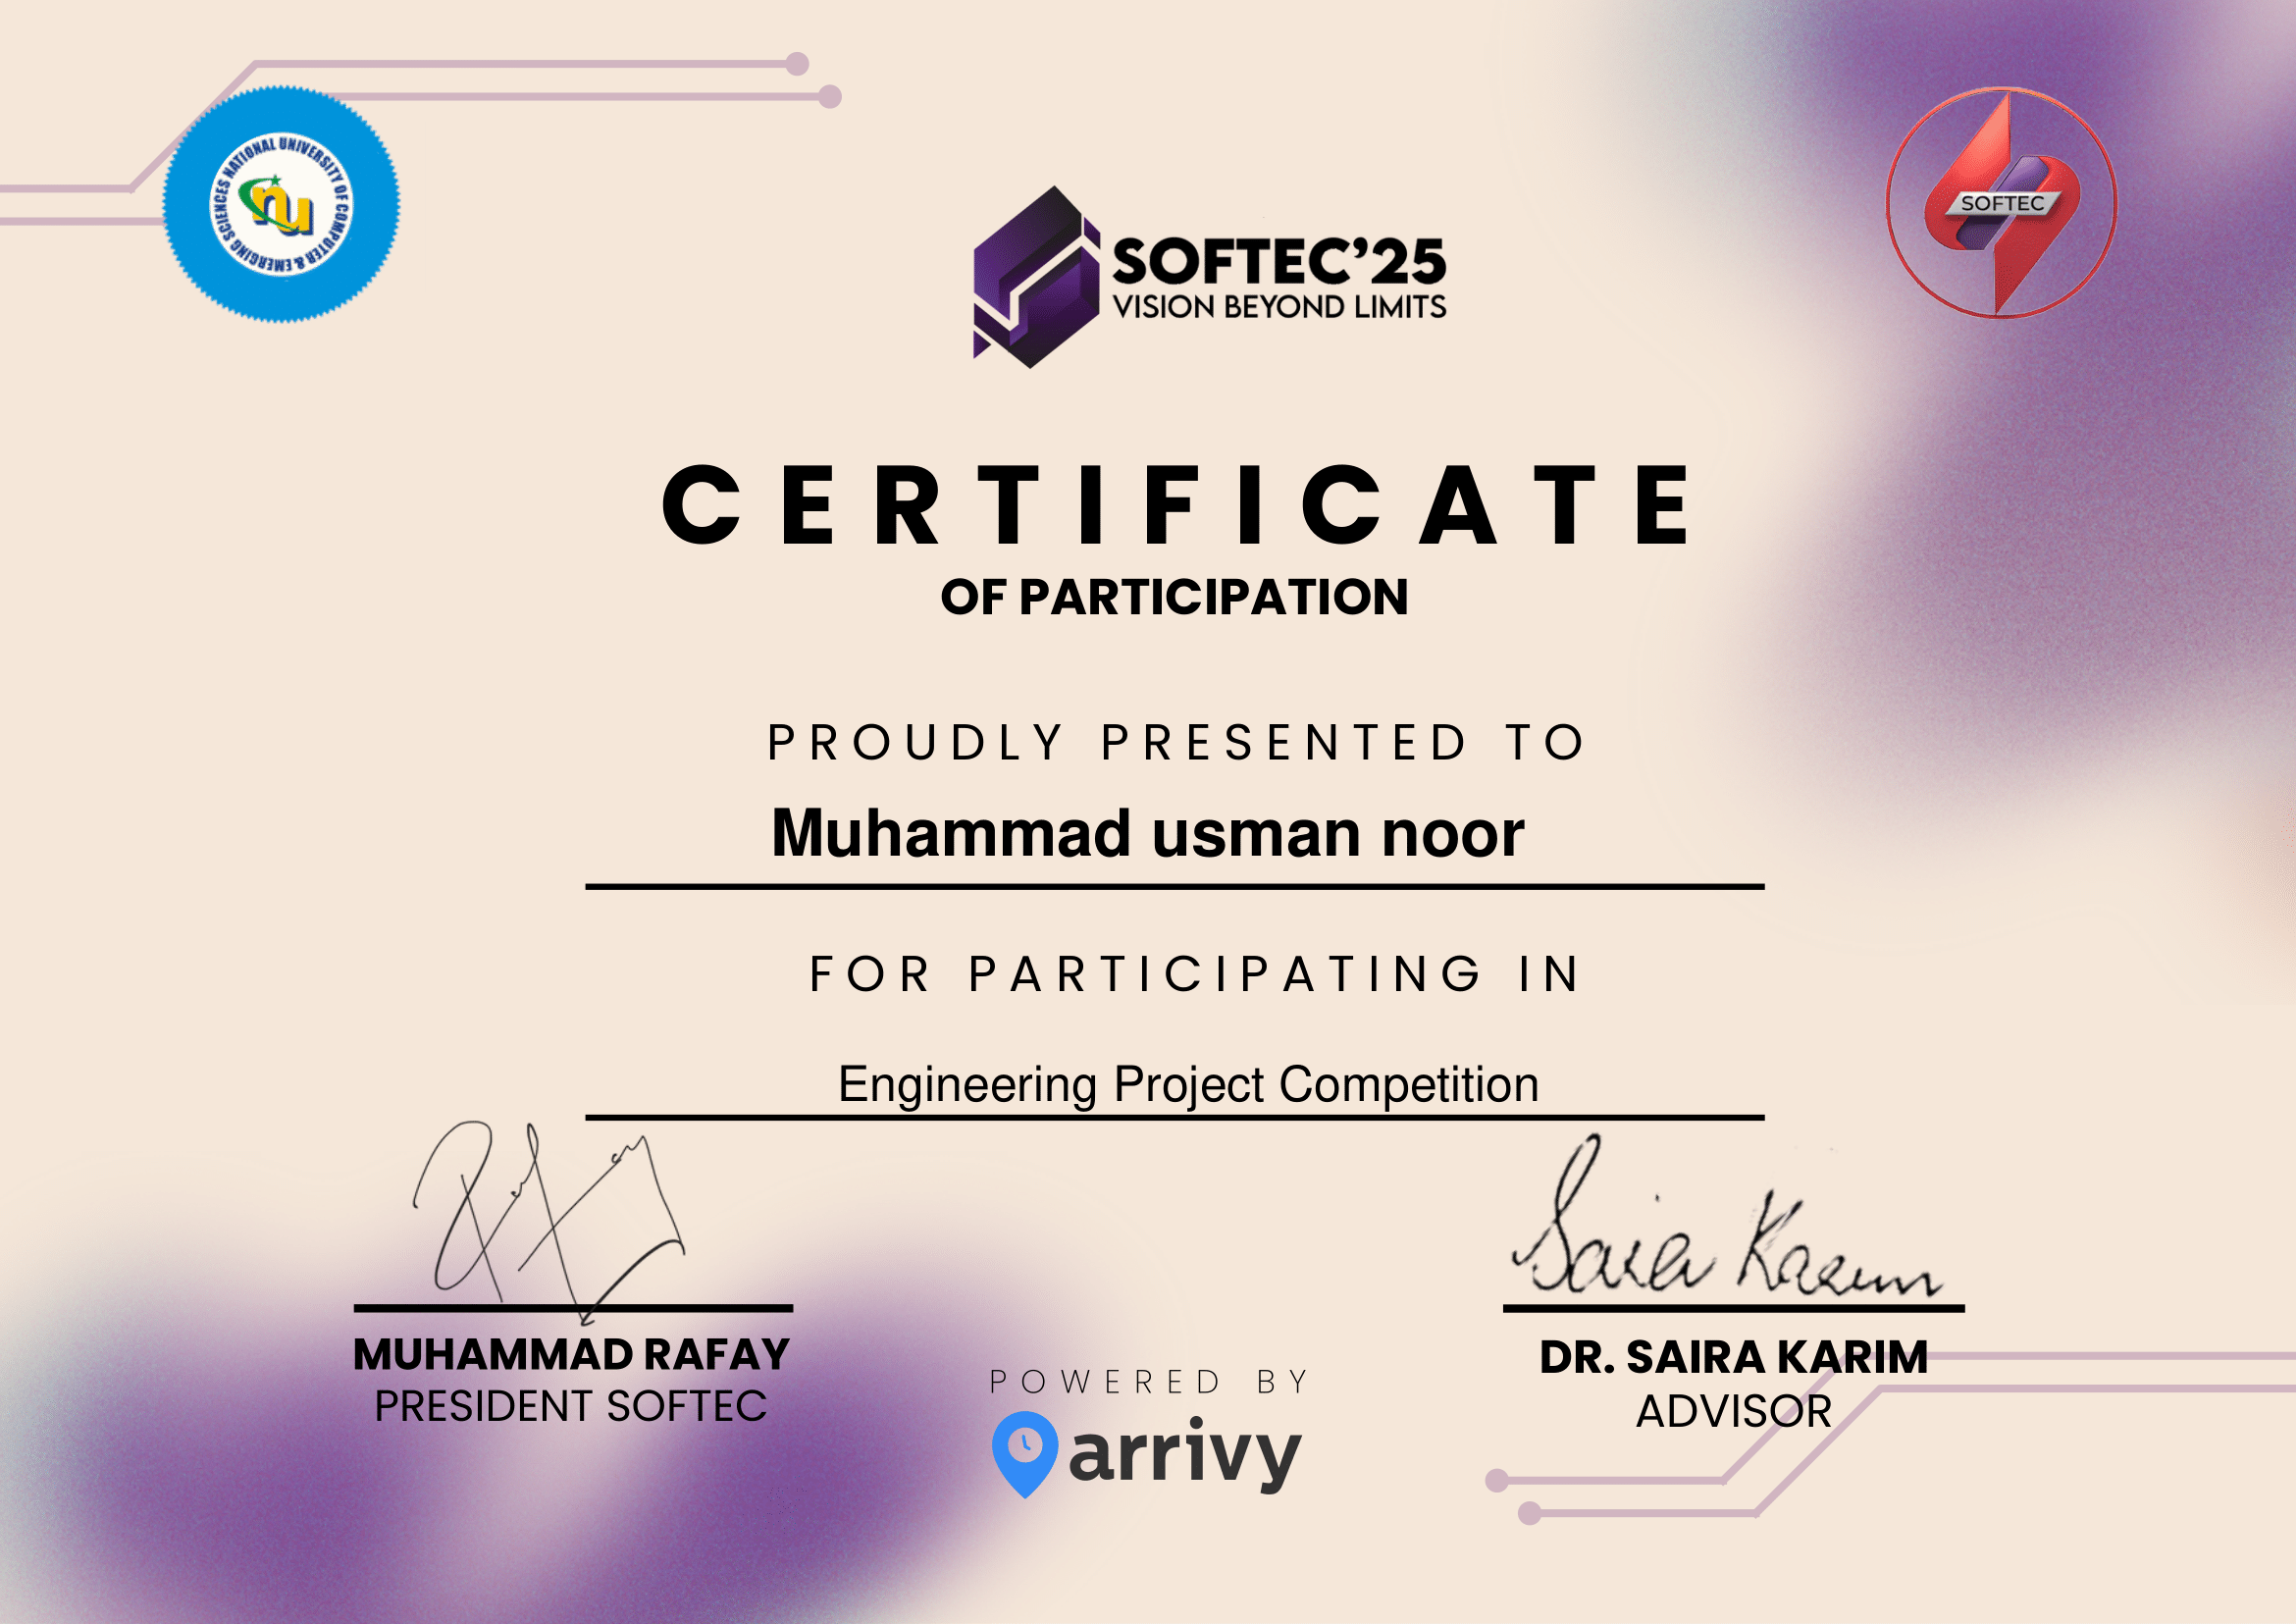 NATIONAL UNIVERSITY OF COMPUTER & EMERGING SCIENCES
nu
SOFTEC
SOFTEC'25
VISION BEYOND LIMITS
CERTIFICATE
OF PARTICIPATION
PROUDLY PRESENTED TO
Muhammad usman noor
FOR PARTICIPATING IN
Engineering Project Competition
Saira Karim
MUHAMMAD RAFAY
PRESIDENT SOFTEC
DR. SAIRA KARIM
ADVISOR
POWERED BY
arrivy